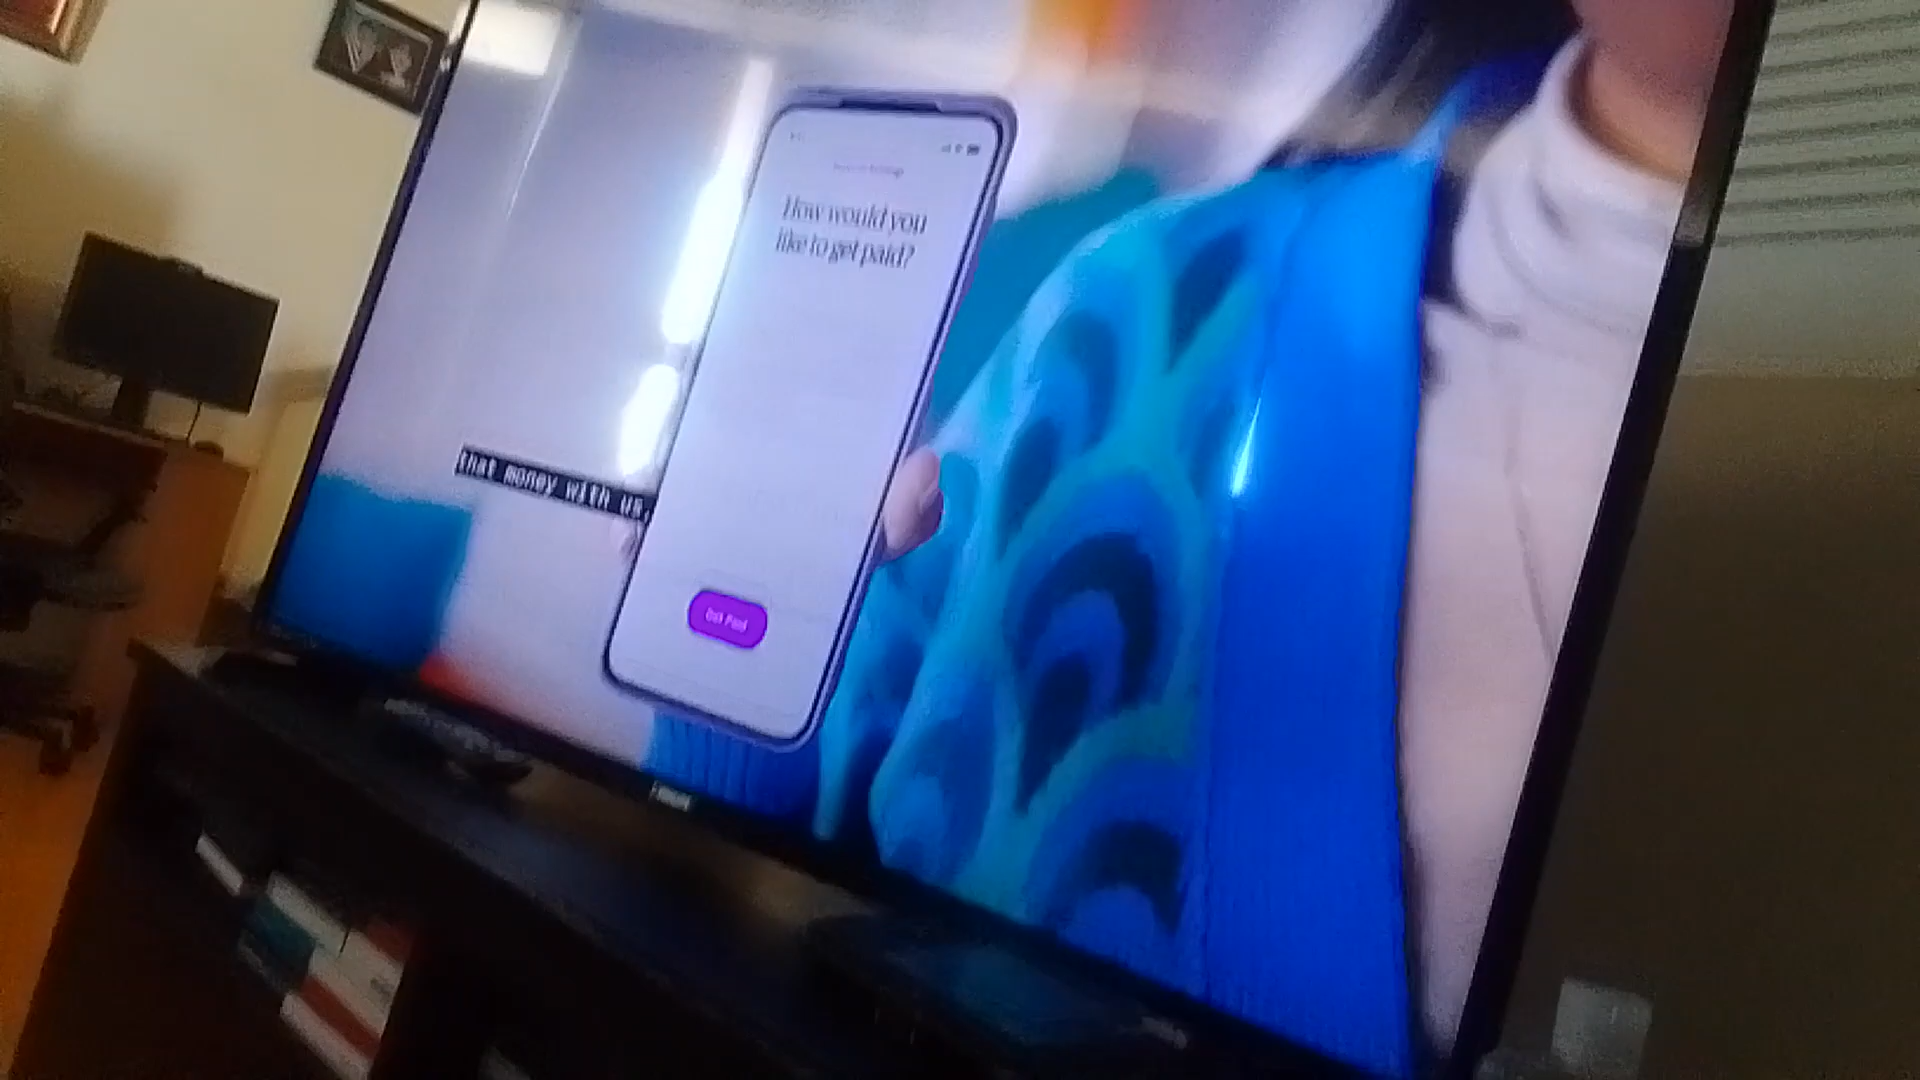 How would you
like to get paid?
that money with us,
Get Paid